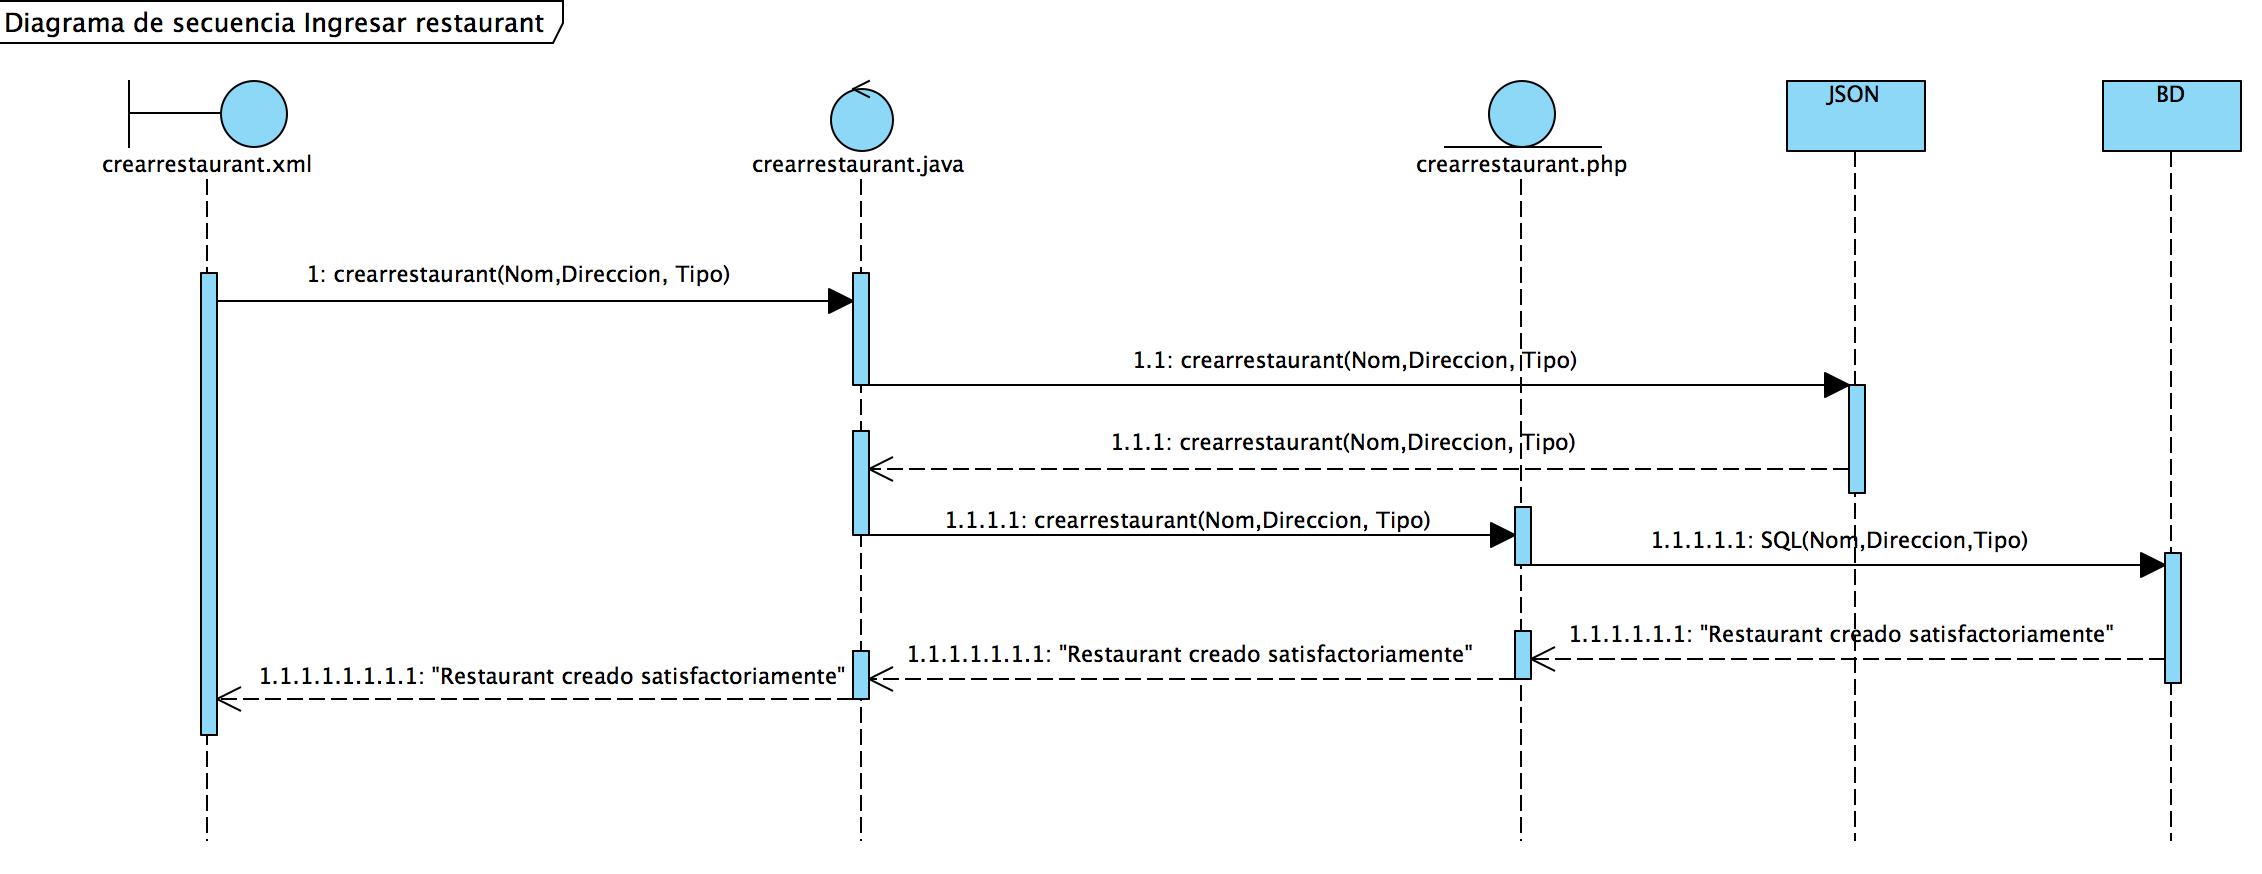 Diagrama de secuencia Ingresar restaurant
JSON
BD
crearrestaurant.xml
crearrestaurant.java
crearrestaurant.php
1: crearrestaurant(Nom,Direccion, Tipo)
1.1: crearrestaurant(Nom,Direccion, Tipo)
1.1.1: crearrestaurant(Nom,Direccion, Tipo)
1.1.1.1: crearrestaurant(Nom,Direccion, Tipo)
1.1.1.1.1: SQL(Nom,Direccion,Tipo)
1.1.1.1.1.1: "Restaurant creado satisfactoriamente"
1.1.1.1.1.1.1: "Restaurant creado satisfactoriamente"
1.1.1.1.1.1.1.1: "Restaurant creado satisfactoriamente"